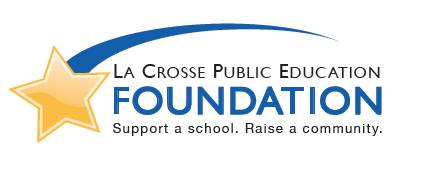 La Crosse Public Education
FOUNDATION
Support a school. Raise a community.